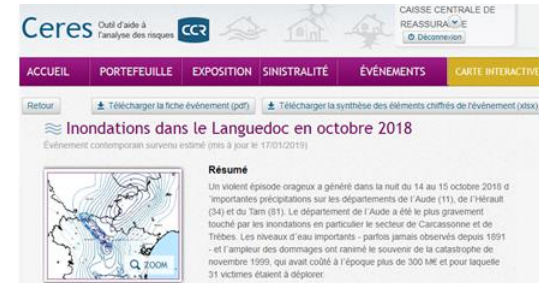 Ceres Outil d'aide à
l'analyse des risques
CCR
CAISSE CENTRALE DE
REASSURANCE
Déconnexion
ACCUEIL PORTEFEUILLE EXPOSITION SINISTRALITÉ ÉVÉNEMENTS CARTE INTERACTIVE
Retour Télécharger la fiche événement (pdf) Télécharger la synthèse des éléments chiffrés de l'événement (xlsx)
Inondations dans le Languedoc en octobre 2018
Événement contemporain survenu estimé (mis à jour le 17/01/2019)
Résumé
Un violent épisode orageux a généré dans la nuit du 14 au 15 octobre 2018 d
'importantes précipitations sur les départements de l'Aude (11), de l'Hérault
(34) et du Tarn (81). Le département de l'Aude a été le plus gravement
touché par les inondations en particulier le secteur de Carcassonne et de
Trèbes. Les niveaux d'eau importants - parfois jamais observés depuis 1891
- et l'ampleur des dommages ont ranimé le souvenir de la catastrophe de
novembre 1999, qui avait coûté à l'époque plus de 300 M€ et pour laquelle
31 victimes étaient à déplorer.
ZOOM